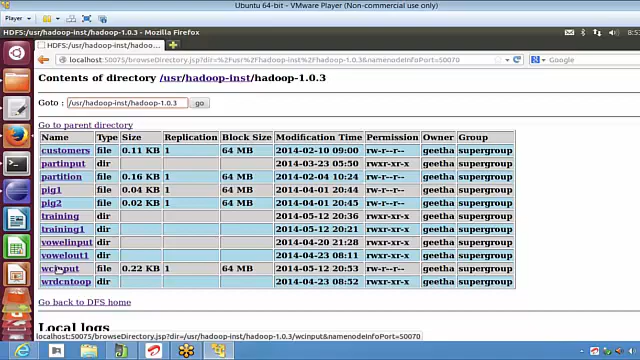 Ubuntu 64-bit - VMware Player (Non-commercial use only)
Player
HDFS:/usr/hadoop-inst/hadoop-1.0.3 - Mozilla Firefox
HDFS:/usr/hadoop-inst/hadoo...
localhost:50075/browseDirectory.jsp?dir=%2Fusr%2Fhadoop-inst%2Fhadoop-1.0.3&namenodeInfoPort=50070
Google
Contents of directory /usr/hadoop-inst/hadoop-1.0.3
Goto : /usr/hadoop-inst/hadoop-1.0.3 go
Go to parent directory
Name Type Size Replication Block Size Modification Time Permission Owner Group
customers file 0.11 KB 1 64 MB 2014-02-10 09:00 rw-r--r-- geetha supergroup
partinput dir 2014-03-23 05:50 rwxr-xr-x geetha supergroup
partition file 0.16 KB 1 64 MB 2014-02-04 10:24 rw-r--r-- geetha supergroup
pig1 file 0.04 KB 1 64 MB 2014-04-01 20:44 rw-r--r-- geetha supergroup
pig2 file 0.02 KB 1 64 MB 2014-04-01 20:45 rw-r--r-- geetha supergroup
training dir 2014-05-12 20:36 rwxr-xr-x geetha supergroup
training1 dir 2014-05-12 20:21 rwxr-xr-x geetha supergroup
vowelinput dir 2014-04-20 21:28 rwxr-xr-x geetha supergroup
vowelout1 dir 2014-04-23 08:11 rwxr-xr-x geetha supergroup
wcinput file 0.22 KB 1 64 MB 2014-05-12 20:53 rw-r--r-- geetha supergroup
wrdcntoop dir 2014-04-23 08:52 rwxr-xr-x geetha supergroup
Go back to DFS home
Local logs
localhost:50075/browseDirectory.jsp?dir=/usr/hadoop-inst/hadoop-1.0.3/wcinput&namenodeInfoPort=50070